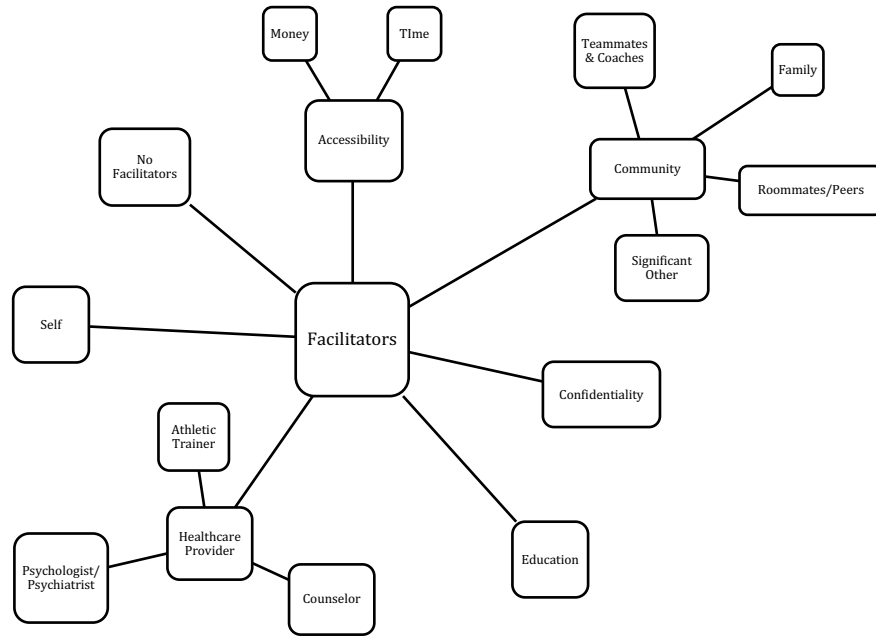 Money
TIme
Teammates
& Coaches
Family
Accessibility
No
Facilitators
Community
Roommates/Peers
Significant
Other
Self
Facilitators
Confidentiality
Athletic
Trainer
Healthcare
Provider
Education
Psychologist/
Psychiatrist
Counselor